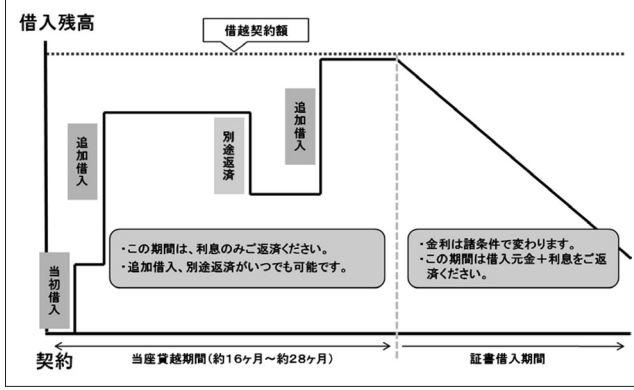 借入残高
借越契約額
追加借入
別途返済
追加借入
当初借入
・この期間は、利息のみご返済ください。
・追加借入、別途返済がいつでも可能です。
・金利は諸条件で変わります。
・この期間は借入元金＋利息をご返
済ください。
契約
当座貸越期間(約16ヶ月～約28ヶ月)
証書借入期間